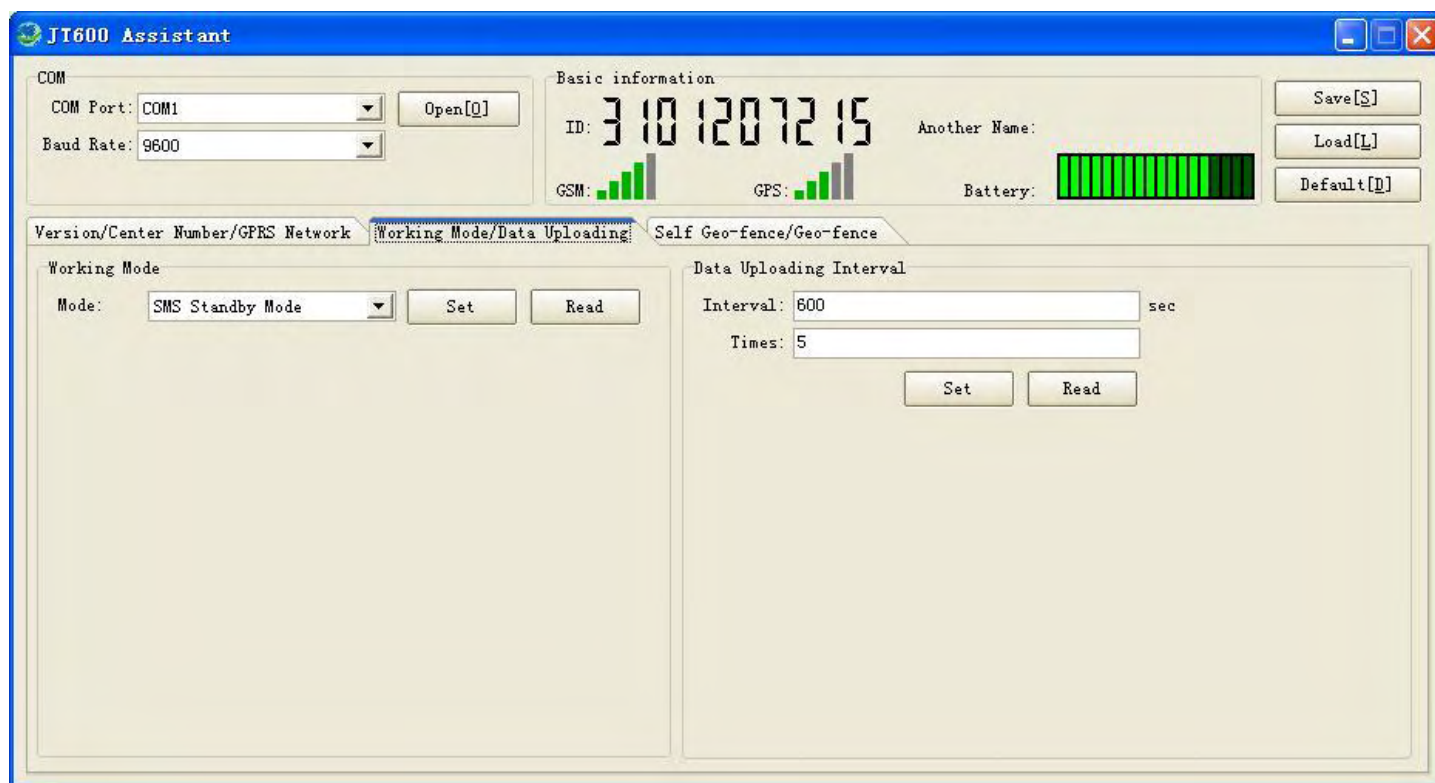 JT600 Assistant
COM
COM Port: COM1
Open[O]
Baud Rate: 9600
Basic information
ID: 3101207215
Another Name:
GSM:
GPS:
Battery:
Save[S]
Load[L]
Default[D]
Version/Center Number/GPRS Network
Working Mode/Data Uploading
Self Geo-fence/Geo-fence
Working Mode
Mode: SMS Standby Mode
Set
Read
Data Uploading Interval
Interval: 600 sec
Times: 5
Set
Read